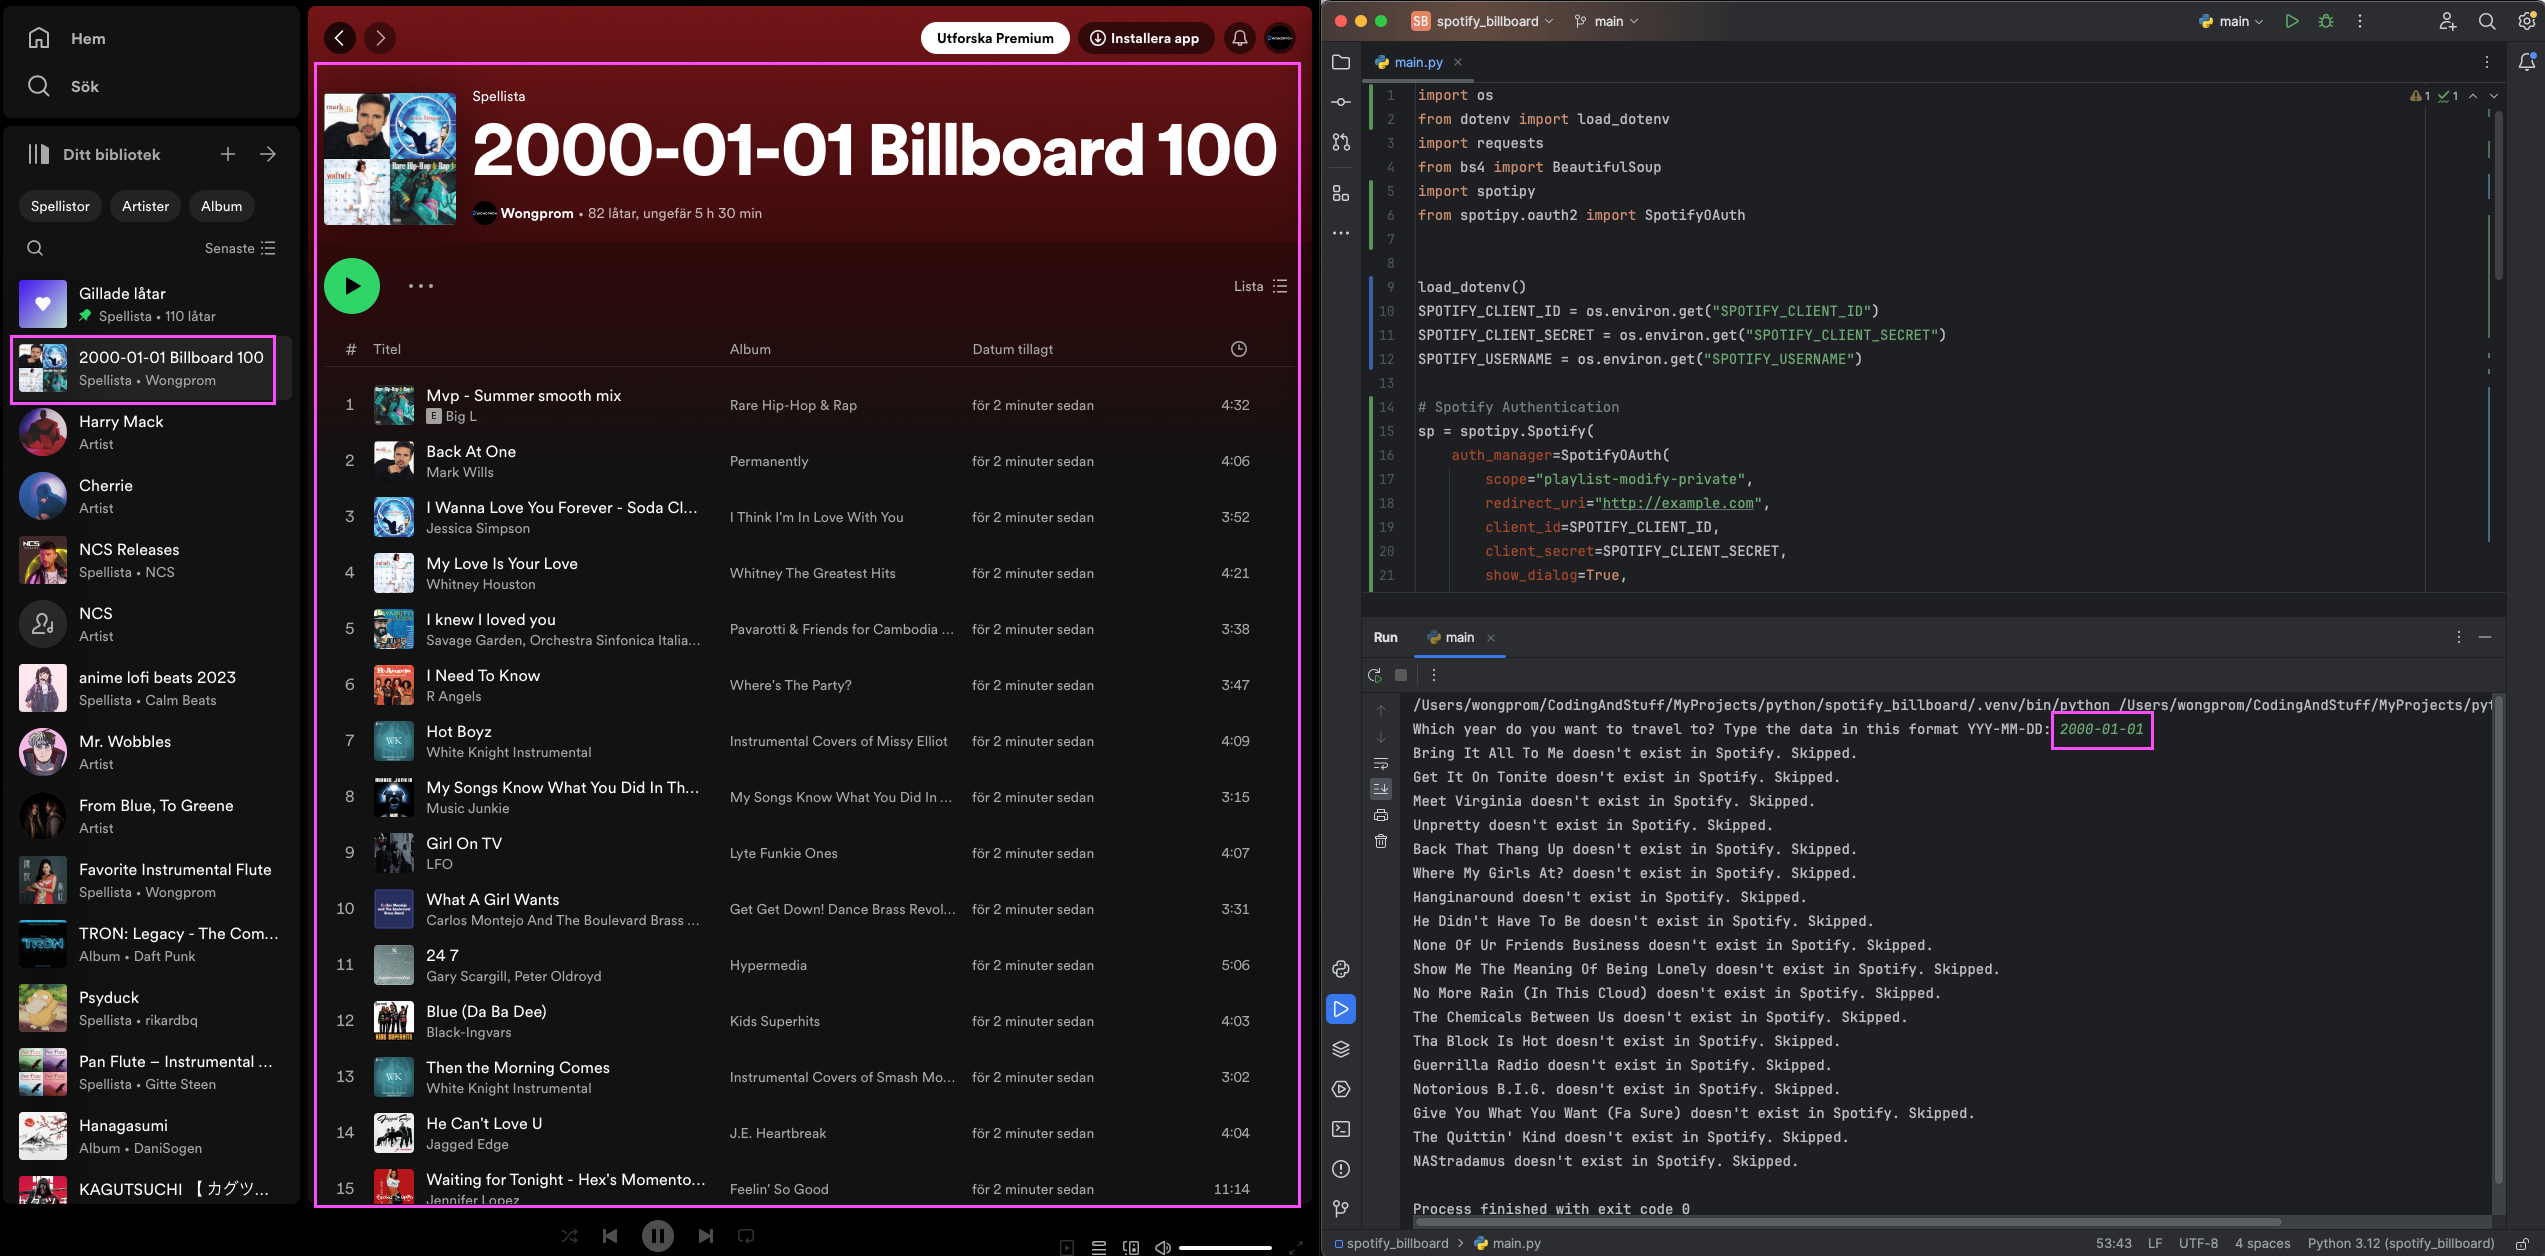 Hem
Sök
Ditt bibliotek
Spellistor
Artister
Album
Senaste
Gillade låtar
Spellista • 110 låtar
2000-01-01 Billboard 100
Spellista • Wongprom
Harry Mack
Artist
Cherrie
Artist
NCS Releases
Spellista • NCS
NCS
Artist
anime lofi beats 2023
Spellista • Calm Beats
Mr. Wobbles
Artist
From Blue, To Greene
Artist
Favorite Instrumental Flute
Spellista • Wongprom
TRON: Legacy - The Com...
Album • Daft Punk
Psyduck
Spellista • rikardbq
Pan Flute – Instrumental ...
Spellista • Gitte Steen
Hanagasumi
Album • DaniSogen
KAGUTSUCHI 【カグツ...
Utforska Premium
Installera app
Spellista
2000-01-01 Billboard 100
Wongprom • 82 låtar, ungefär 5 h 30 min
Lista
# Titel Album Datum tillagt
1 Mvp - Summer smooth mix Rare Hip-Hop & Rap för 2 minuter sedan 4:32
E Big L
2 Back At One Permanently för 2 minuter sedan 4:06
Mark Wills
3 I Wanna Love You Forever - Soda Cl... I Think I'm In Love With You för 2 minuter sedan 3:52
Jessica Simpson
4 My Love Is Your Love Whitney The Greatest Hits för 2 minuter sedan 4:21
Whitney Houston
5 I knew I loved you Pavarotti & Friends for Cambodia ... för 2 minuter sedan 3:38
Savage Garden, Orchestra Sinfonica Italia...
6 I Need To Know Where's The Party? för 2 minuter sedan 3:47
R Angels
7 Hot Boyz Instrumental Covers of Missy Elliot för 2 minuter sedan 4:09
White Knight Instrumental
8 My Songs Know What You Did In Th... My Songs Know What You Did In ... för 2 minuter sedan 3:15
Music Junkie
9 Girl On TV Lyte Funkie Ones för 2 minuter sedan 4:07
LFO
10 What A Girl Wants Get Get Down! Dance Brass Revol... för 2 minuter sedan 3:31
Carlos Montejo And The Boulevard Brass ...
11 24 7 Hypermedia för 2 minuter sedan 5:06
Gary Scargill, Peter Oldroyd
12 Blue (Da Ba Dee) Kids Superhits för 2 minuter sedan 4:03
Black-Ingvars
13 Then the Morning Comes Instrumental Covers of Smash Mo... för 2 minuter sedan 3:02
White Knight Instrumental
14 He Can't Love U J.E. Heartbreak för 2 minuter sedan 4:04
Jagged Edge
15 Waiting for Tonight - Hex's Momento... Feelin' So Good för 2 minuter sedan 11:14
Jennifer Lopez
SB spotify_billboard main main
main.py
1 import os
2 from dotenv import load_dotenv
3 import requests
4 from bs4 import BeautifulSoup
5 import spotipy
6 from spotipy.oauth2 import SpotifyOAuth
7
8
9 load_dotenv()
10 SPOTIFY_CLIENT_ID = os.environ.get("SPOTIFY_CLIENT_ID")
11 SPOTIFY_CLIENT_SECRET = os.environ.get("SPOTIFY_CLIENT_SECRET")
12 SPOTIFY_USERNAME = os.environ.get("SPOTIFY_USERNAME")
13
14 # Spotify Authentication
15 sp = spotipy.Spotify(
16 auth_manager=SpotifyOAuth(
17 scope="playlist-modify-private",
18 redirect_uri="http://example.com",
19 client_id=SPOTIFY_CLIENT_ID,
20 client_secret=SPOTIFY_CLIENT_SECRET,
21 show_dialog=True,
1 1
Run main
/Users/wongprom/CodingAndStuff/MyProjects/python/spotify_billboard/.venv/bin/python /Users/wongprom/CodingAndStuff/MyProjects/pyt
Which year do you want to travel to? Type the data in this format YYY-MM-DD: 2000-01-01
Bring It All To Me doesn't exist in Spotify. Skipped.
Get It On Tonite doesn't exist in Spotify. Skipped.
Meet Virginia doesn't exist in Spotify. Skipped.
Unpretty doesn't exist in Spotify. Skipped.
Back That Thang Up doesn't exist in Spotify. Skipped.
Where My Girls At? doesn't exist in Spotify. Skipped.
Hanginaround doesn't exist in Spotify. Skipped.
He Didn't Have To Be doesn't exist in Spotify. Skipped.
None Of Ur Friends Business doesn't exist in Spotify. Skipped.
Show Me The Meaning Of Being Lonely doesn't exist in Spotify. Skipped.
No More Rain (In This Cloud) doesn't exist in Spotify. Skipped.
The Chemicals Between Us doesn't exist in Spotify. Skipped.
Tha Block Is Hot doesn't exist in Spotify. Skipped.
Guerrilla Radio doesn't exist in Spotify. Skipped.
Notorious B.I.G. doesn't exist in Spotify. Skipped.
Give You What You Want (Fa Sure) doesn't exist in Spotify. Skipped.
The Quittin' Kind doesn't exist in Spotify. Skipped.
NAStradamus doesn't exist in Spotify. Skipped.
Process finished with exit code 0
spotify_billboard > main.py 53:43 LF UTF-8 4 spaces Python 3.12 (spotify_billboard)